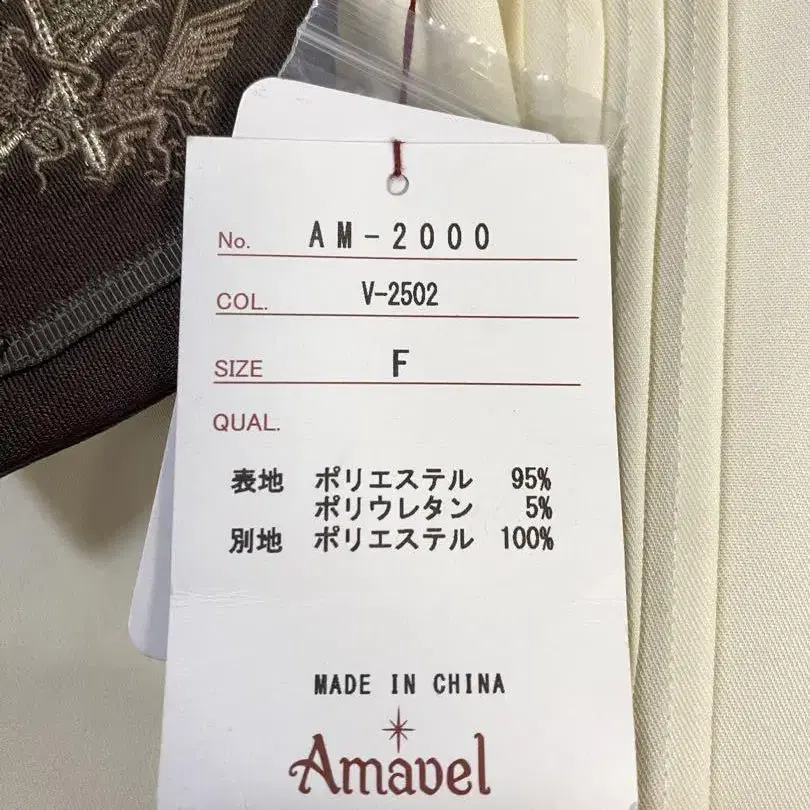 No. AM-2000
COL. V-2502
SIZE F
QUAL.
表地 ポリエステル 95%
ポリウレタン 5%
別地 ポリエステル 100%
MADE IN CHINA
Amavel